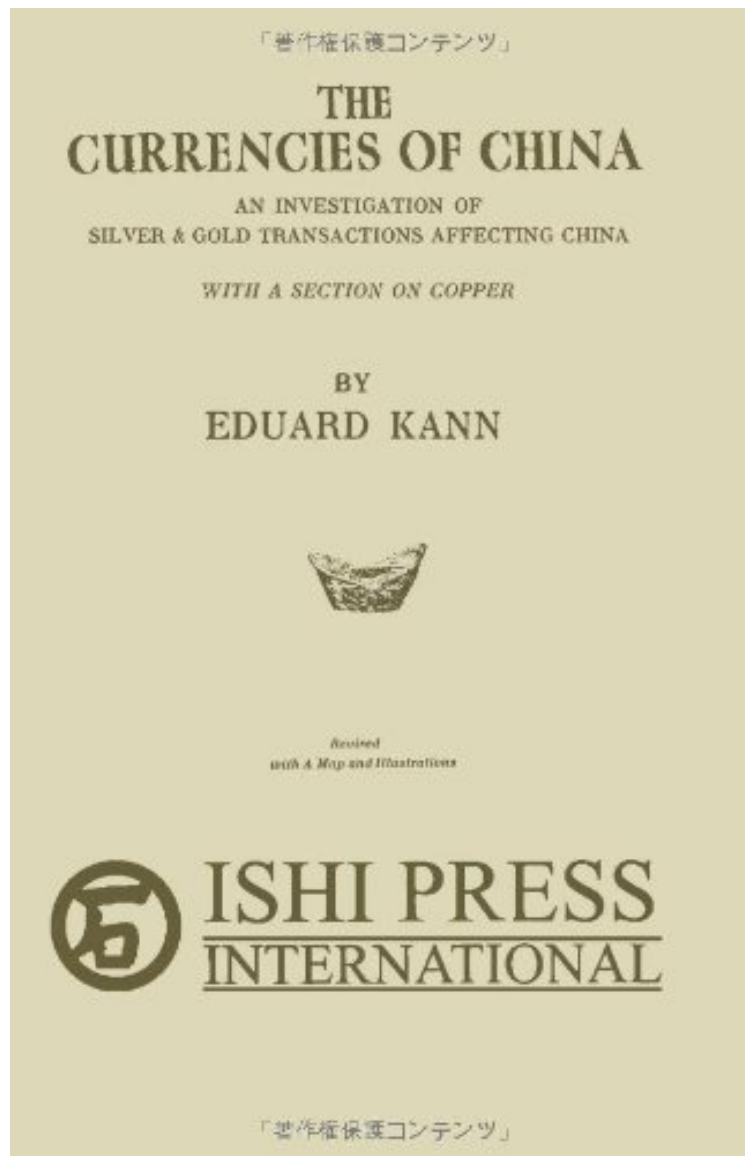 「著作権保護コンテンツ」
THE
CURRENCIES OF CHINA
AN INVESTIGATION OF
SILVER & GOLD TRANSACTIONS AFFECTING CHINA
WITH A SECTION ON COPPER
BY
EDUARD KANN
Revised
with A Map and Illustrations
石
ISHI PRESS
INTERNATIONAL
「著作権保護コンテンツ」